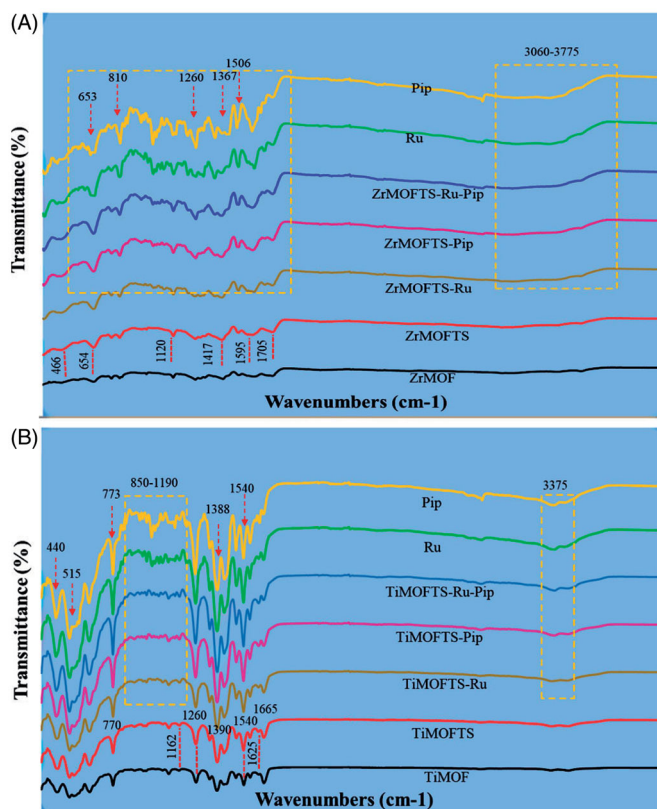 (A)
1506
1260
1367
810
653
3060-3775
Pip
Ru
ZrMOFTS-Ru-Pip
ZrMOFTS-Pip
ZrMOFTS-Ru
ZrMOFTS
ZrMOF
466
654
1120
1417
1595
1705
Transmittance (%)
Wavenumbers (cm-1)
(B)
850-1190
773
1540
1388
440
515
3375
Pip
Ru
TiMOFTS-Ru-Pip
TiMOFTS-Pip
TiMOFTS-Ru
TiMOFTS
TiMOF
770
1162
1260
1390
1540
1625
1665
Transmittance (%)
Wavenumbers (cm-1)